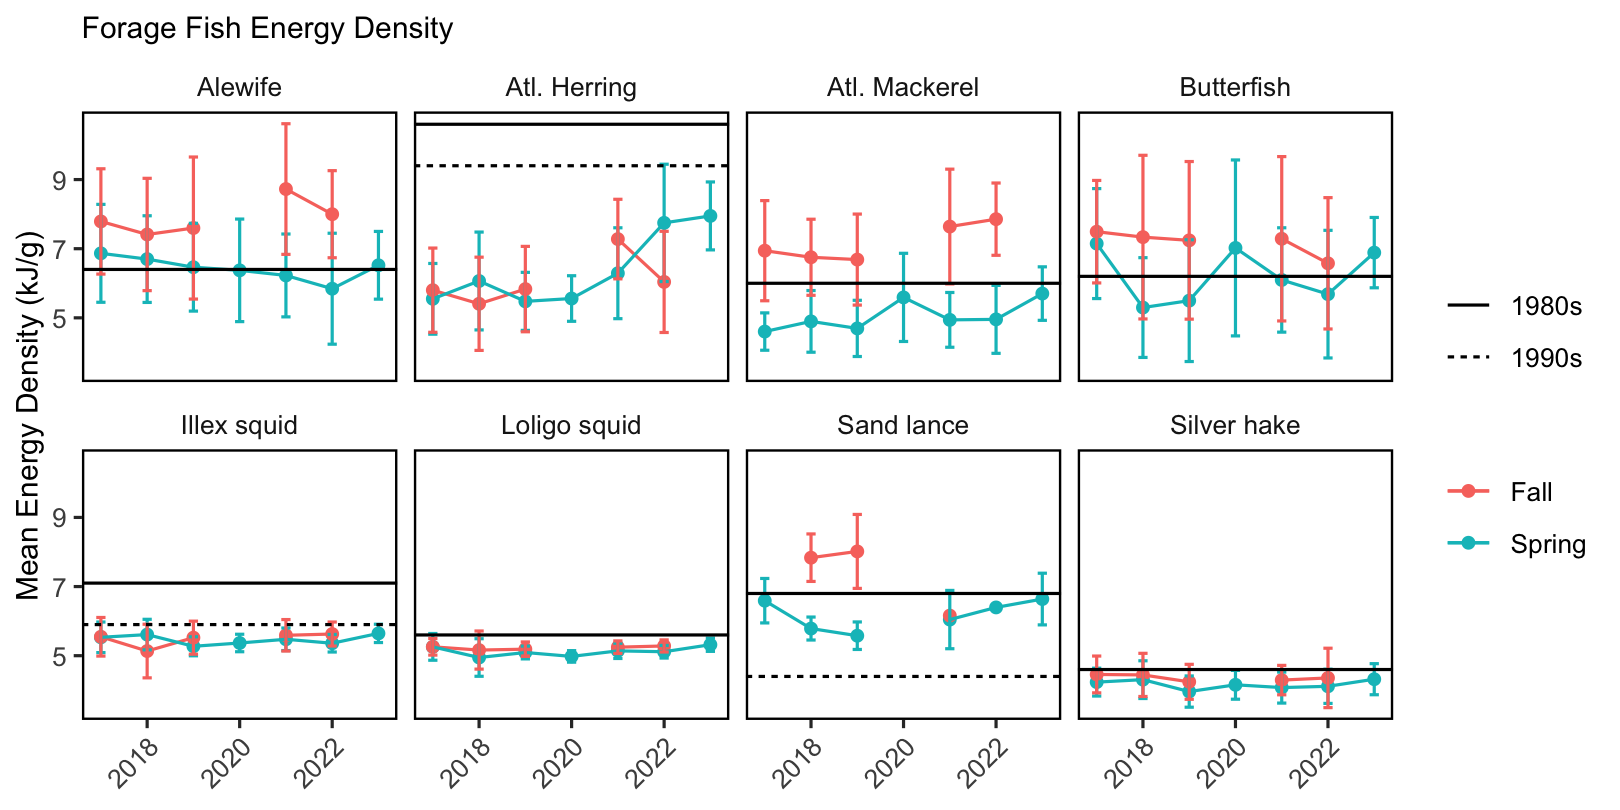 Forage Fish Energy Density
Alewife
Atl. Herring
Atl. Mackerel
Butterfish
9
7
5
Mean Energy Density (kJ/g)
Illex squid
Loligo squid
Sand lance
Silver hake
9
7
5
2018
2020
2022
2018
2020
2022
2018
2020
2022
2018
2020
2022
1980s
1990s
Fall
Spring